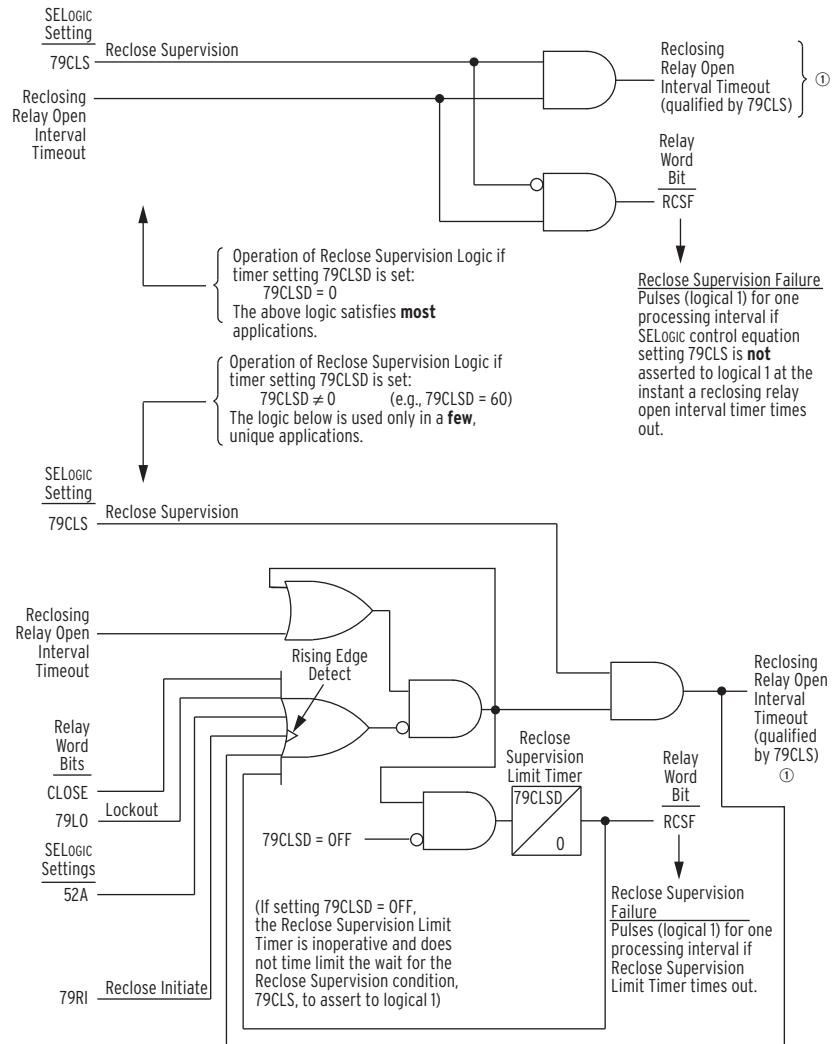 SELOGIC
Setting
79CLS
Reclose Supervision
Reclosing
Relay Open
Interval
Timeout
Reclosing
Relay Open
Interval Timeout
(qualified by 79CLS)
①
Relay
Word
Bit
RCSF
Operation of Reclose Supervision Logic if
timer setting 79CLSD is set:
79CLSD = 0
The above logic satisfies most
applications.
Reclose Supervision Failure
Pulses (logical 1) for one
processing interval if
SELOGIC control equation
setting 79CLS is not
asserted to logical 1 at the
instant a reclosing relay
open interval timer times
out.
Operation of Reclose Supervision Logic if
timer setting 79CLSD is set:
79CLSD ≠ 0 (e.g., 79CLSD = 60)
The logic below is used only in a few,
unique applications.
SELOGIC
Setting
79CLS
Reclose Supervision
Reclosing
Relay Open
Interval
Timeout
Rising Edge
Detect
Relay
Word
Bits
CLOSE
79LO
Lockout
SELOGIC
Settings
52A
79RI
Reclose Initiate
79CLSD = OFF
Reclose
Supervision
Limit Timer
79CLSD
0
Reclosing
Relay Open
Interval
Timeout
(qualified
by 79CLS)
①
Relay
Word
Bit
RCSF
(If setting 79CLSD = OFF,
the Reclose Supervision Limit
Timer is inoperative and does
not time limit the wait for the
Reclose Supervision condition,
79CLS, to assert to logical 1)
Reclose Supervision
Failure
Pulses (logical 1) for one
processing interval if
Reclose Supervision
Limit Timer times out.